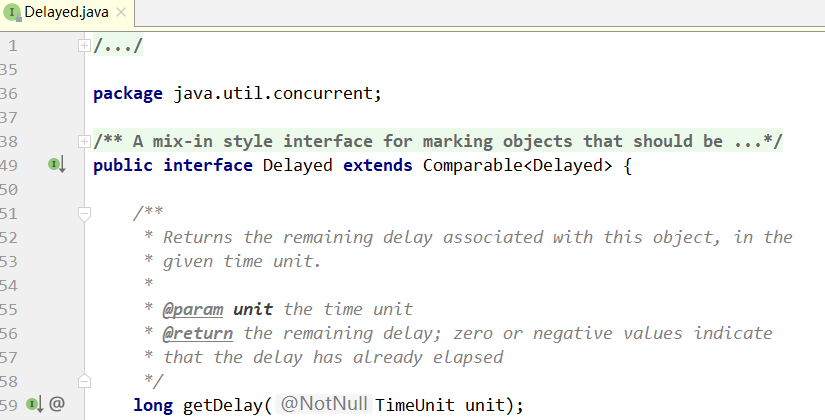 Delayed.java
1 /.../
35
36 package java.util.concurrent;
37
38 /** A mix-in style interface for marking objects that should be ...*/
49 public interface Delayed extends Comparable<Delayed> {
50
51 /**
52 * Returns the remaining delay associated with this object, in the
53 * given time unit.
54 *
55 * @param unit the time unit
56 * @return the remaining delay; zero or negative values indicate
57 * that the delay has already elapsed
58 */
59 @ long getDelay( @NotNull TimeUnit unit);